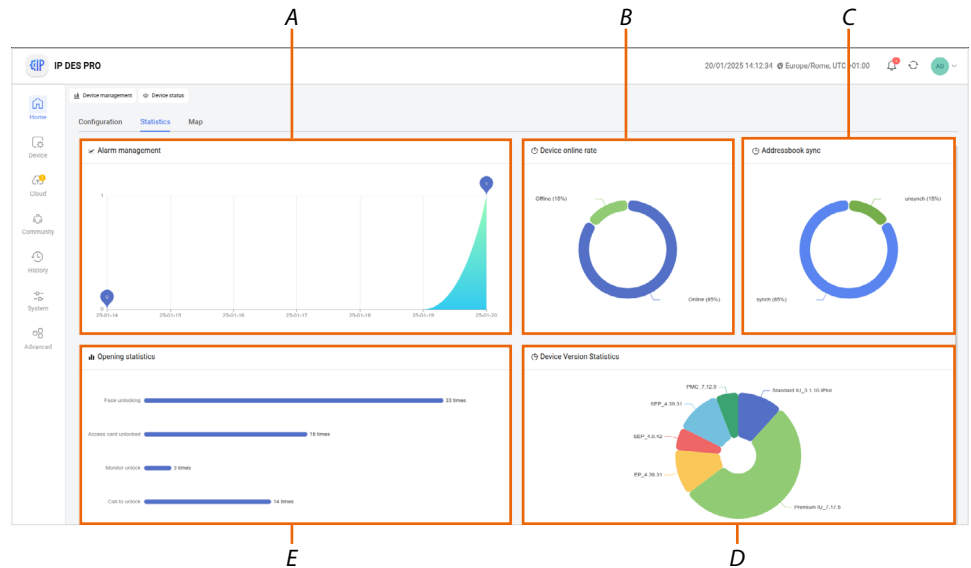 A B C
IP IP DES PRO 20/01/2025 14:12:34 Europe/Rome, UTC +01:00 AD
Device management Device status
Home
Configuration Statistics Map
Device
Cloud
Community
History
System
Advanced
Alarm management
1
0
25-01-14 25-01-15 25-01-16 25-01-17 25-01-18 25-01-19 25-01-20
Device online rate
Offline (15%)
Online (85%)
Addressbook sync
unsynch (15%)
synch (85%)
Opening statistics
Face unlocking 33 times
Access card unlocked 18 times
Monitor unlock 3 times
Call to unlock 14 times
Device Version Statistics
PMC_7.12.9
Standard IU_3.1.10
SEP_4.39.31
SEP_4.0.42
EP_4.39.31
Premium IU_7.17.8
E D